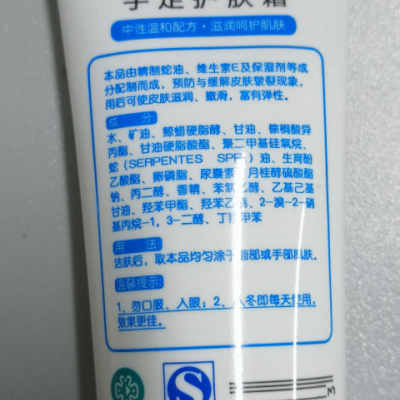 手足护肤霜
中性温和配方·滋润呵护肌肤
本品由精制蛇油、维生素E及保湿剂等成
分配制而成，预防与缓解皮肤皲裂现象，
用后可使皮肤滋润、嫩滑，富有弹性。
成分
水、矿油、鲸蜡硬脂醇、甘油、棕榈酸异
丙酯、甘油硬脂酸酯、聚二甲基硅氧烷、
蛇(SERPENTES SPP.)油、生育酚
乙酸酯、卵磷脂、尿囊素、月桂醇硫酸酯
钠、丙二醇、香精、苯氧乙醇、乙基己基
甘油、羟苯甲酯、羟苯乙酯、2-溴-2-硝
基丙烷-1，3-二醇、丁羟甲苯
用法
洁肤后，取本品均匀涂于脚部或手部肌肤。
温馨提示
1、勿口服、入眼；2、入冬即每天使用，
效果更佳。
S